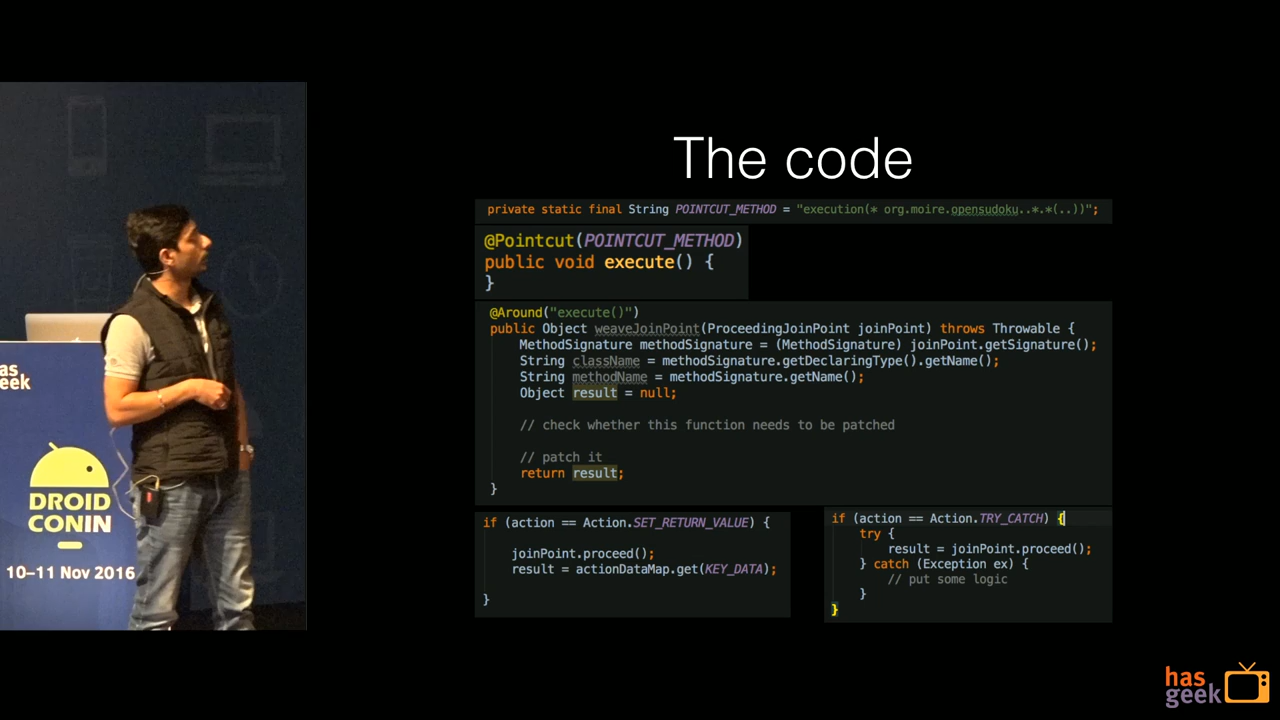 The code
private static final String POINTCUT_METHOD = "execution(* org.moire.opensudoku..*.*(..))";
@Pointcut(POINTCUT_METHOD)
public void execute() {
}
@Around("execute()")
public Object weaveJoinPoint(ProceedingJoinPoint joinPoint) throws Throwable {
MethodSignature methodSignature = (MethodSignature) joinPoint.getSignature();
String className = methodSignature.getDeclaringType().getName();
String methodName = methodSignature.getName();
Object result = null;
// check whether this function needs to be patched
// patch it
return result;
}
if (action == Action.SET_RETURN_VALUE) {
joinPoint.proceed();
result = actionDataMap.get(KEY_DATA);
}
if (action == Action.TRY_CATCH) {
try {
result = joinPoint.proceed();
} catch (Exception ex) {
// put some logic
}
}
as
eek
DROID
CONIN
10–11 Nov 2016
has
geek